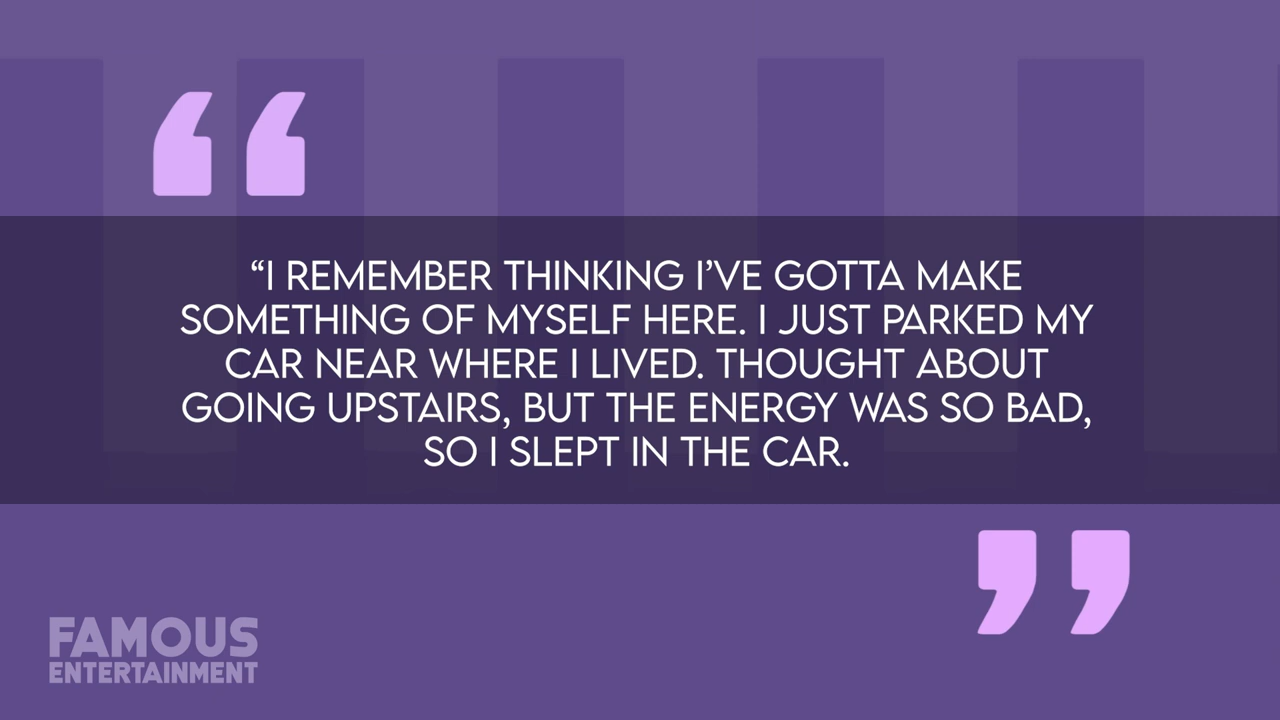 “I REMEMBER THINKING I’VE GOTTA MAKE
SOMETHING OF MYSELF HERE. I JUST PARKED MY
CAR NEAR WHERE I LIVED. THOUGHT ABOUT
GOING UPSTAIRS, BUT THE ENERGY WAS SO BAD,
SO I SLEPT IN THE CAR.
FAMOUS
ENTERTAINMENT